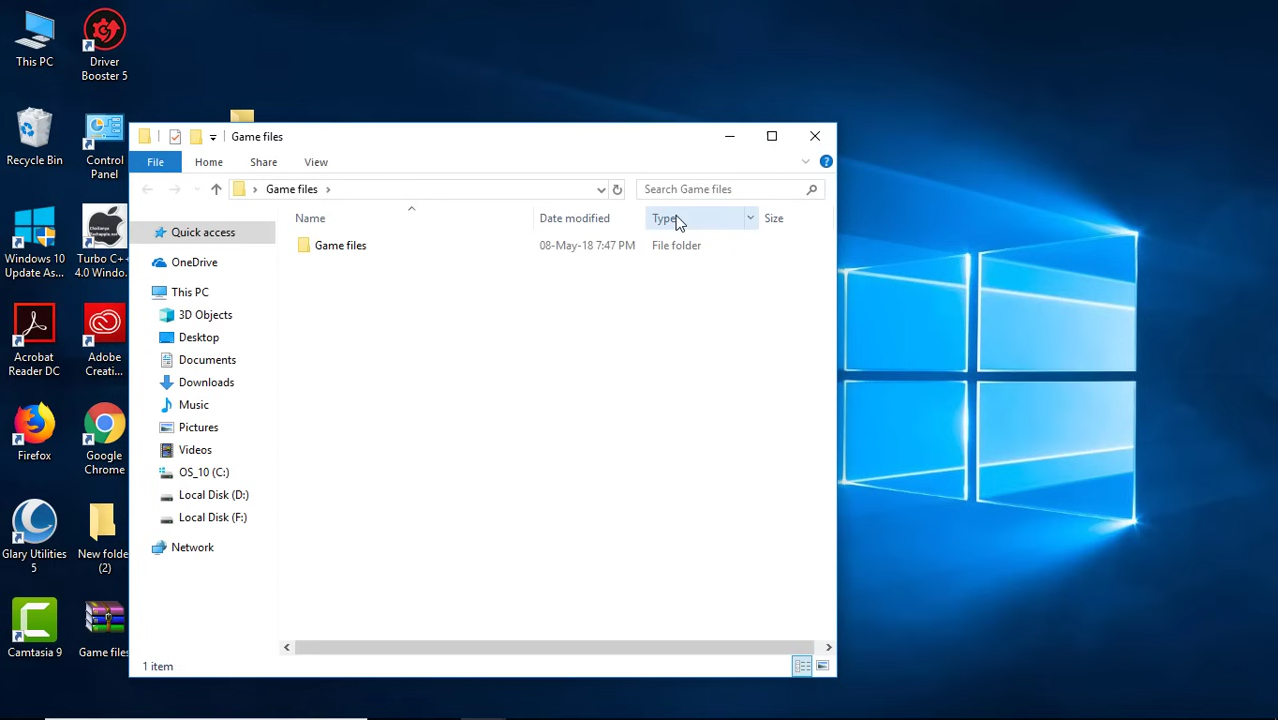 This PC
Driver
Booster 5
Recycle Bin
Control
Panel
Windows 10
Update As...
Turbo C++
4.0 Windo...
Acrobat
Reader DC
Adobe
Creati...
Firefox
Google
Chrome
Glary Utilities
5
New folde
(2)
Camtasia 9
Game files
Game files
File
Home
Share
View
Game files
Search Game files
Name
Date modified
Type
Size
Game files
08-May-18 7:47 PM
File folder
Quick access
OneDrive
This PC
3D Objects
Desktop
Documents
Downloads
Music
Pictures
Videos
OS_10 (C:)
Local Disk (D:)
Local Disk (F:)
Network
1 item